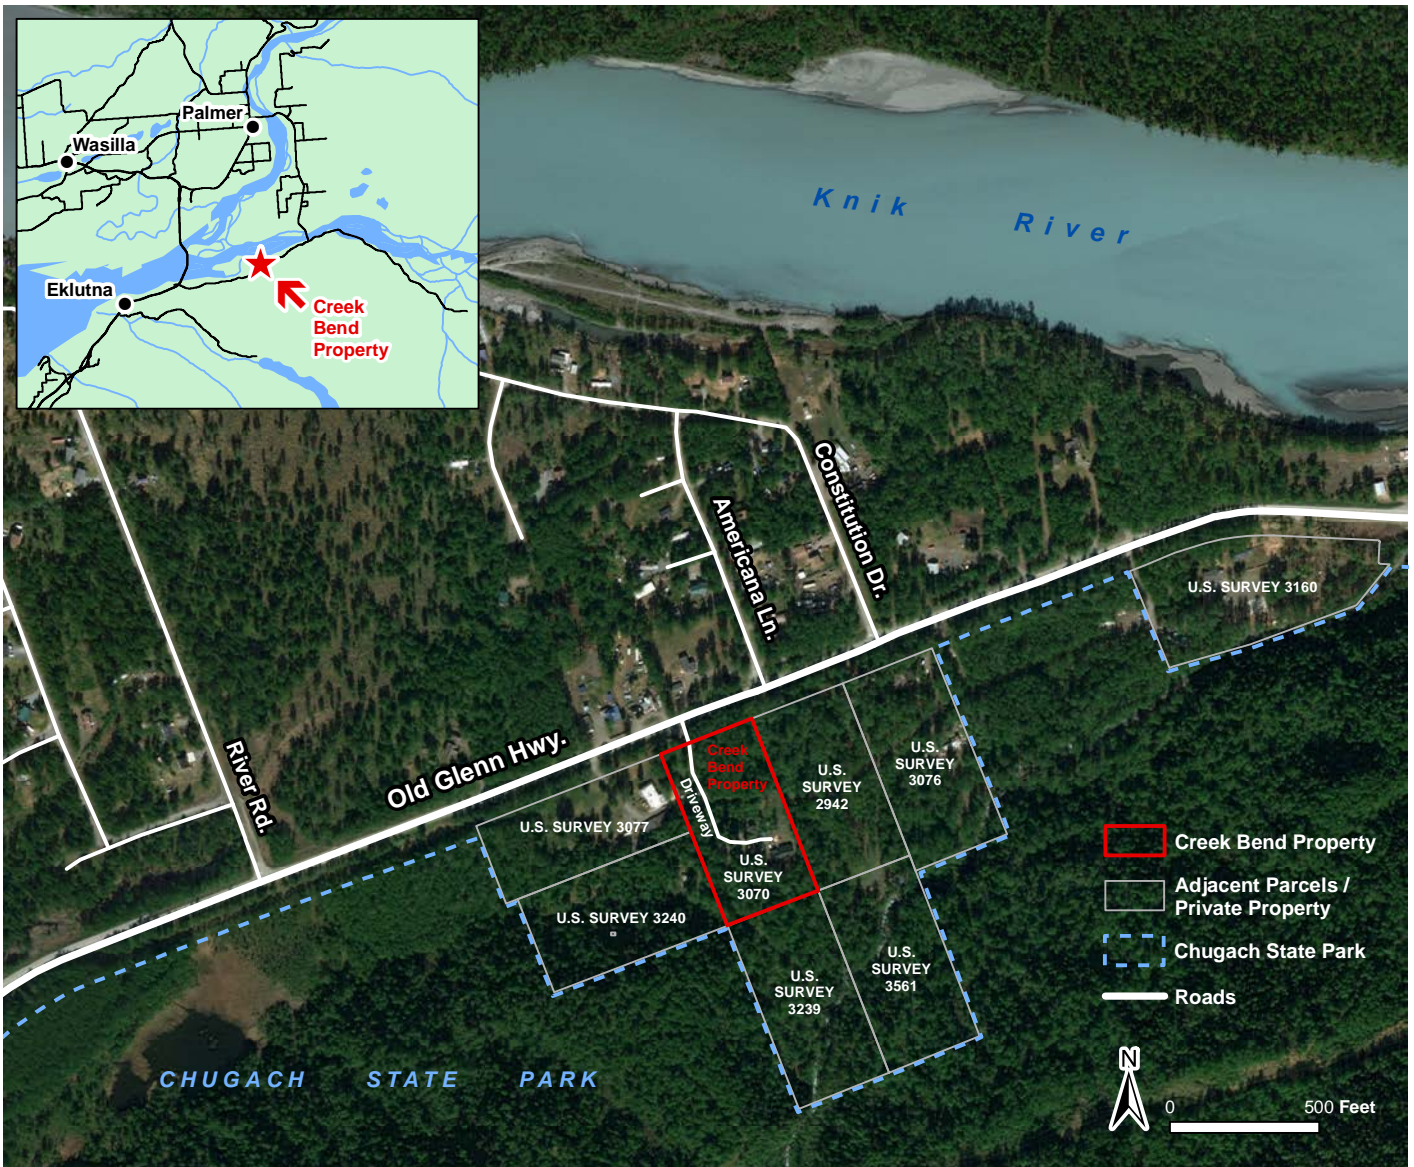 Palmer
Wasilla
Eklutna
Creek
Bend
Property
Knik River
Constitution Dr.
Americana Ln.
U.S. SURVEY 3160
River Rd.
Old Glenn Hwy.
Creek
Bend
Property
Driveway
U.S.
SURVEY
3076
U.S.
SURVEY
2942
U.S. SURVEY 3077
U.S.
SURVEY
3070
U.S. SURVEY 3240
U.S.
SURVEY
3561
U.S.
SURVEY
3239
CHUGACH STATE PARK
Creek Bend Property
Adjacent Parcels /
Private Property
Chugach State Park
Roads
N
0 500 Feet